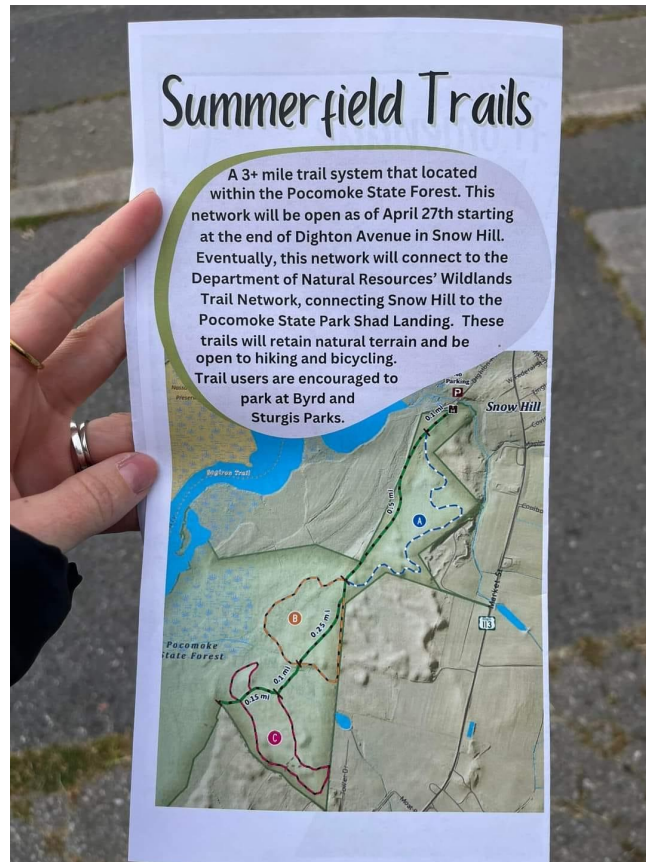 Summerfield Trails
A 3+ mile trail system that located
within the Pocomoke State Forest. This
network will be open as of April 27th starting
at the end of Dighton Avenue in Snow Hill.
Eventually, this network will connect to the
Department of Natural Resources’ Wildlands
Trail Network, connecting Snow Hill to the
Pocomoke State Park Shad Landing. These
trails will retain natural terrain and be
open to hiking and bicycling.
Trail users are encouraged to
park at Byrd and
Sturgis Parks.
Parking
P
Snow Hill
0.1 mi
Bogiron Trail
0.5 mi
A
Market St
113
B
0.25 mi
Pocomoke
State Forest
0.1 mi
0.15 mi
C